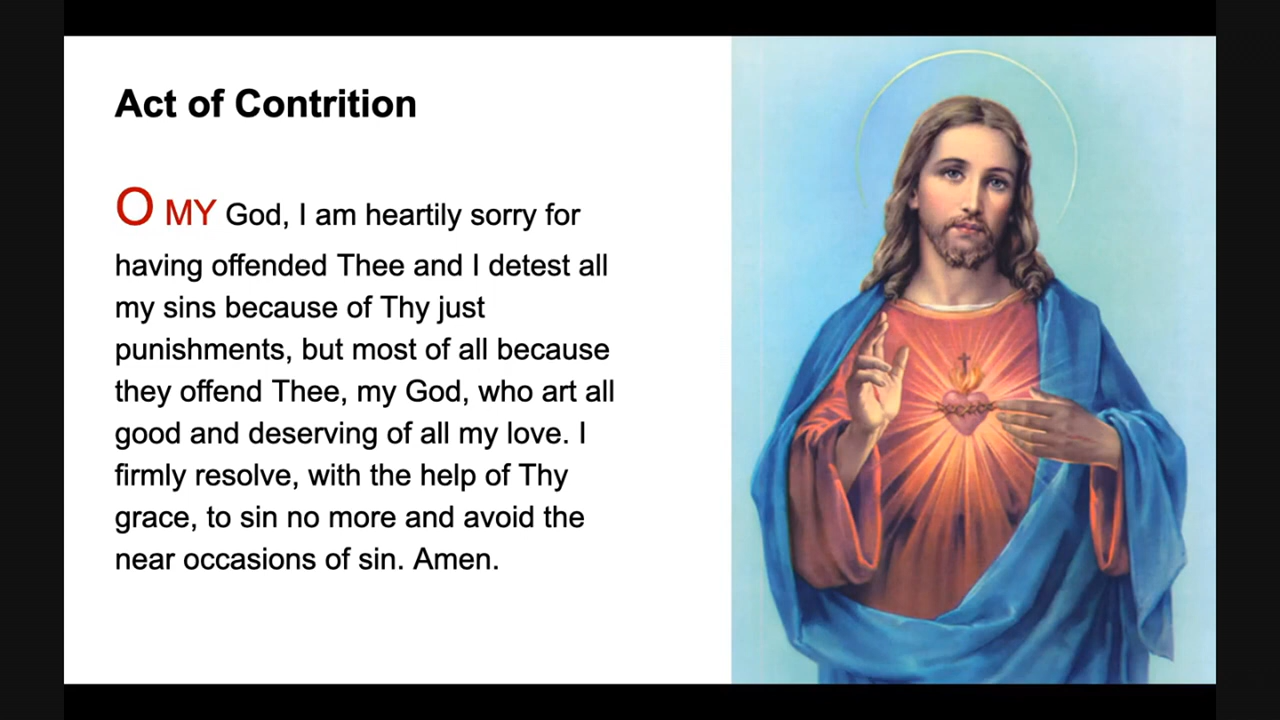 Act of Contrition
O MY God, I am heartily sorry for
having offended Thee and I detest all
my sins because of Thy just
punishments, but most of all because
they offend Thee, my God, who art all
good and deserving of all my love. I
firmly resolve, with the help of Thy
grace, to sin no more and avoid the
near occasions of sin. Amen.